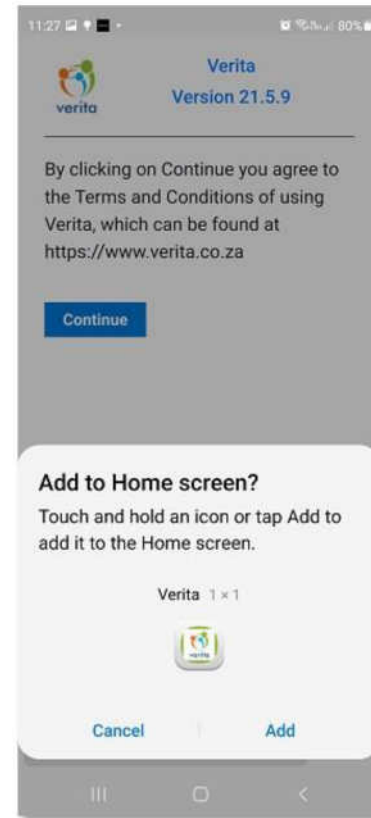 11:27
80%
Verita
Version 21.5.9
verita
By clicking on Continue you agree to
the Terms and Conditions of using
Verita, which can be found at
https://www.verita.co.za
Continue
Add to Home screen?
Touch and hold an icon or tap Add to
add it to the Home screen.
Verita 1 × 1
verita
Cancel
Add